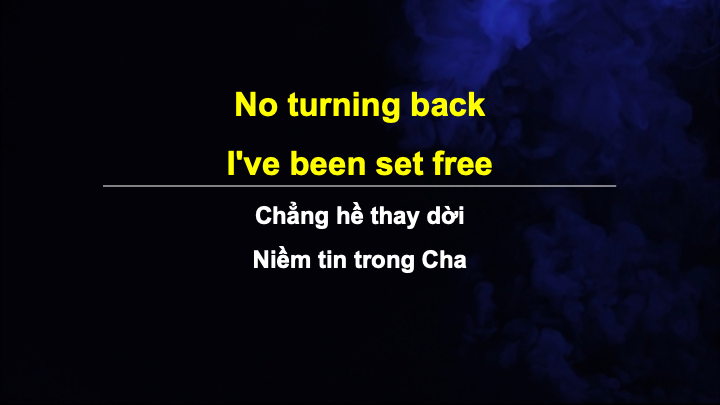 No turning back
I've been set free
Chẳng hề thay dời
Niềm tin trong Cha